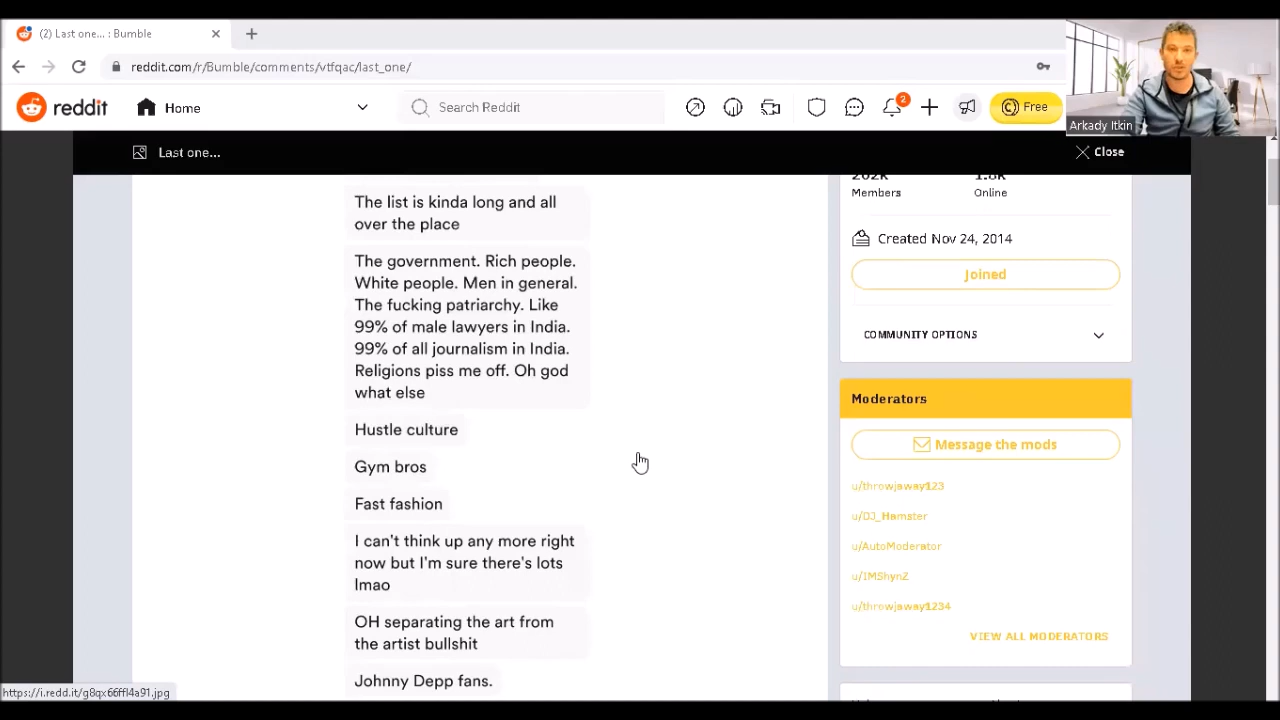 (2) Last one... : Bumble
reddit.com/r/Bumble/comments/vtfqac/last_one/
reddit
Home
Search Reddit
2
Free
Arkady Itkin
Last one...
Close
202k
1.8k
Members
Online
The list is kinda long and all
over the place
Created Nov 24, 2014
The government. Rich people.
White people. Men in general.
The fucking patriarchy. Like
99% of male lawyers in India.
99% of all journalism in India.
Religions piss me off. Oh god
what else
Joined
COMMUNITY OPTIONS
Hustle culture
Gym bros
Fast fashion
I can't think up any more right
now but I'm sure there's lots
lmao
OH separating the art from
the artist bullshit
Johnny Depp fans.
Moderators
Message the mods
u/throwjaway123
u/DJ_Hamster
u/AutoModerator
u/IMShynZ
u/throwjaway1234
VIEW ALL MODERATORS
https://i.redd.it/g8qx66ffl4a91.jpg